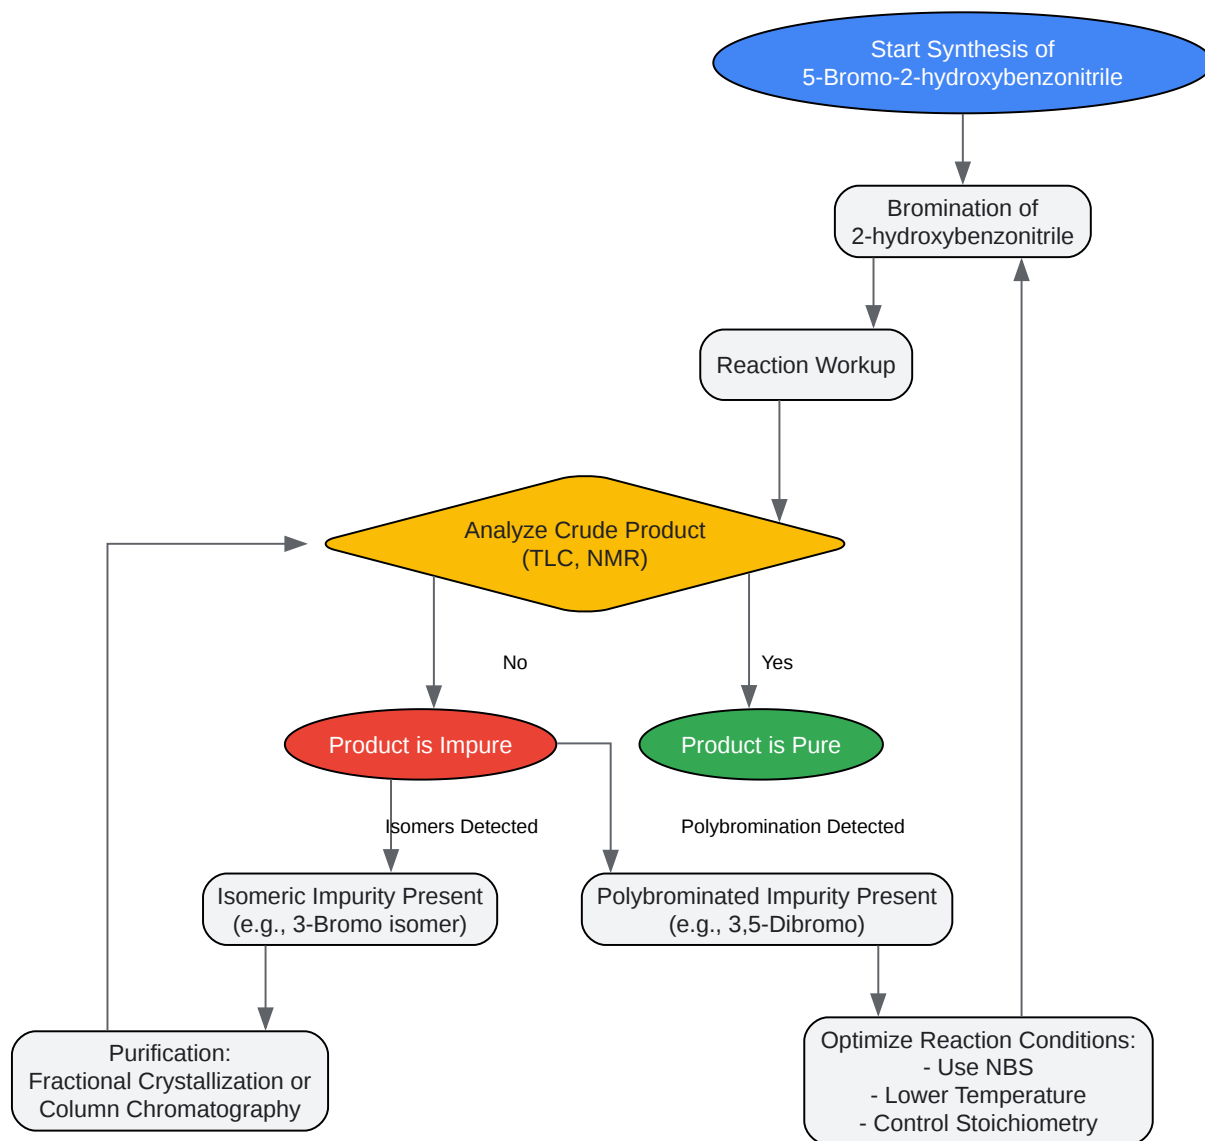 Start Synthesis of
5-Bromo-2-hydroxybenzonitrile
Bromination of
2-hydroxybenzonitrile
Reaction Workup
Analyze Crude Product
(TLC, NMR)
No
Yes
Product is Impure
Product is Pure
Isomers Detected
Polybromination Detected
Isomeric Impurity Present
(e.g., 3-Bromo isomer)
Polybrominated Impurity Present
(e.g., 3,5-Dibromo)
Purification:
Fractional Crystallization or
Column Chromatography
Optimize Reaction Conditions:
- Use NBS
- Lower Temperature
- Control Stoichiometry